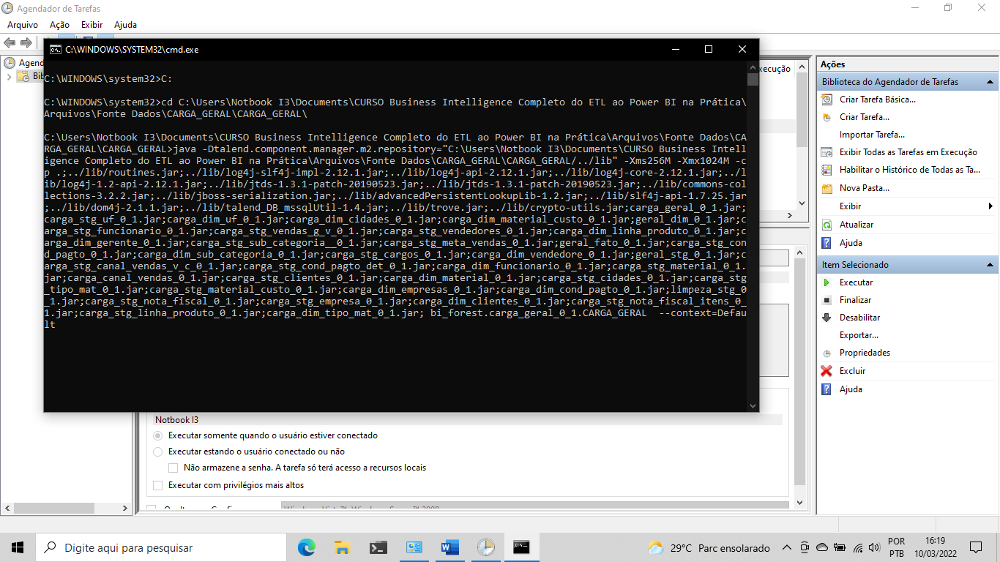 Agendador de Tarefas
Arquivo Ação Exibir Ajuda
C:\WINDOWS\SYSTEM32\cmd.exe
C:\WINDOWS\system32>C:
C:\WINDOWS\system32>cd C:\Users\Notbook I3\Documents\CURSO Business Intelligence Completo do ETL ao Power BI na Prática\
Arquivos\Fonte Dados\CARGA_GERAL\CARGA_GERAL\
C:\Users\Notbook I3\Documents\CURSO Business Intelligence Completo do ETL ao Power BI na Prática\Arquivos\Fonte Dados\CA
RGA_GERAL\CARGA_GERAL>java -Dtalend.component.manager.m2.repository="C:\Users\Notbook I3\Documents\CURSO Business Intell
igence Completo do ETL ao Power BI na Prática\Arquivos\Fonte Dados\CARGA_GERAL\CARGA_GERAL/../lib" -Xms256M -Xmx1024M -c
p .;../lib/routines.jar;../lib/log4j-slf4j-impl-2.12.1.jar;../lib/log4j-api-2.12.1.jar;../lib/log4j-core-2.12.1.jar;../l
ib/log4j-1.2-api-2.12.1.jar;../lib/jtds-1.3.1-patch-20190523.jar;../lib/jtds-1.3.1-patch-20190523.jar;../lib/commons-col
lections-3.2.2.jar;../lib/jboss-serialization.jar;../lib/advancedPersistentLookupLib-1.2.jar;../lib/slf4j-api-1.7.25.jar
;../lib/dom4j-2.1.1.jar;../lib/talend_DB_mssqlUtil-1.4.jar;../lib/trove.jar;../lib/crypto-utils.jar;carga_geral_0_1.jar;
carga_stg_uf_0_1.jar;carga_dim_uf_0_1.jar;carga_dim_cidades_0_1.jar;carga_dim_material_custo_0_1.jar;geral_dim_0_1.jar;c
arga_stg_funcionario_0_1.jar;carga_stg_vendas_g_v_0_1.jar;carga_stg_vendedores_0_1.jar;carga_dim_linha_produto_0_1.jar;c
arga_dim_gerente_0_1.jar;carga_stg_sub_categoria__0_1.jar;carga_stg_meta_vendas_0_1.jar;geral_fato_0_1.jar;carga_stg_con
d_pagto_0_1.jar;carga_dim_sub_categoria_0_1.jar;carga_stg_cargos_0_1.jar;carga_dim_vendedore_0_1.jar;geral_stg_0_1.jar;c
arga_stg_canal_vendas_v_c_0_1.jar;carga_stg_cond_pagto_det_0_1.jar;carga_dim_funcionario_0_1.jar;carga_stg_material_0_1.
jar;carga_canal_vendas_0_1.jar;carga_stg_clientes_0_1.jar;carga_dim_material_0_1.jar;carga_stg_cidades_0_1.jar;carga_stg
_tipo_mat_0_1.jar;carga_stg_material_custo_0_1.jar;carga_dim_empresas_0_1.jar;carga_dim_cond_pagto_0_1.jar;limpeza_stg_0
_1.jar;carga_stg_nota_fiscal_0_1.jar;carga_stg_empresa_0_1.jar;carga_dim_clientes_0_1.jar;carga_stg_nota_fiscal_itens_0_
1.jar;carga_stg_linha_produto_0_1.jar;carga_dim_tipo_mat_0_1.jar; bi_forest.carga_geral_0_1.CARGA_GERAL  --context=Defau
lt
Agend
Bib
xecução
Notbook I3
Executar somente quando o usuário estiver conectado
Executar estando o usuário conectado ou não
Não armazene a senha. A tarefa só terá acesso a recursos locais
Executar com privilégios mais altos
Ações
Biblioteca do Agendador de Tarefas
Criar Tarefa Básica...
Criar Tarefa...
Importar Tarefa...
Exibir Todas as Tarefas em Execução
Habilitar o Histórico de Todas as Ta...
Nova Pasta...
Exibir
Atualizar
Ajuda
Item Selecionado
Executar
Finalizar
Desabilitar
Exportar...
Propriedades
Excluir
Ajuda
Digite aqui para pesquisar
29°C Parc ensolarado
POR
PTB
16:19
10/03/2022